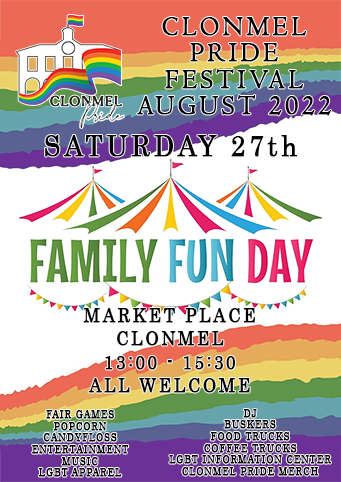 CLONMEL
PRIDE
FESTIVAL
AUGUST 2022
CLONMEL
Pride
SATURDAY 27th
FAMILY FUN DAY
MARKET PLACE
CLONMEL
13:00 - 15:30
ALL WELCOME
FAIR GAMES
POPCORN
CANDYFLOSS
ENTERTAINMENT
MUSIC
LGBT APPAREL
DJ
BUSKERS
FOOD TRUCKS
COFFEE TRUCKS
LGBT INFORMATION CENTER
CLONMEL PRIDE MERCH